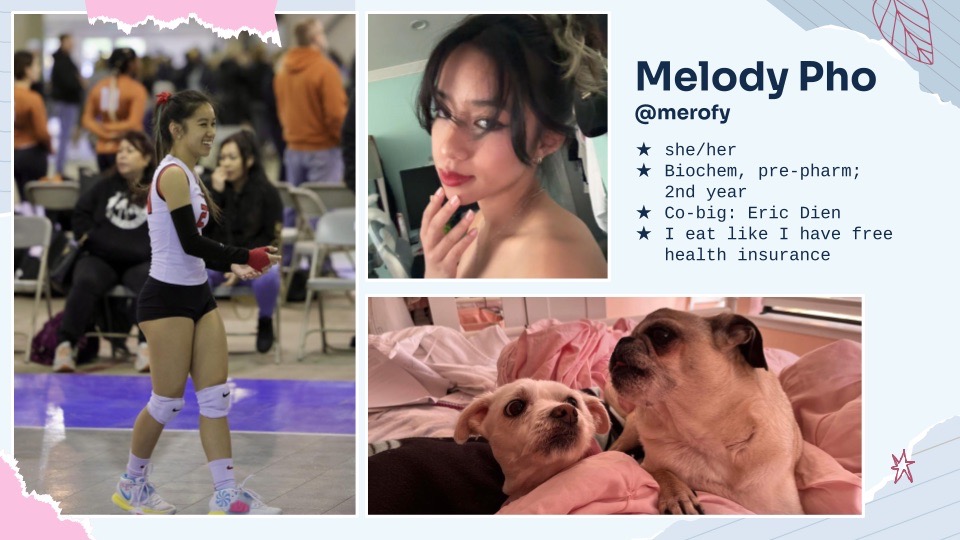 Melody Pho
@merofy
★ she/her
★ Biochem, pre-pharm;
2nd year
★ Co-big: Eric Dien
★ I eat like I have free
health insurance